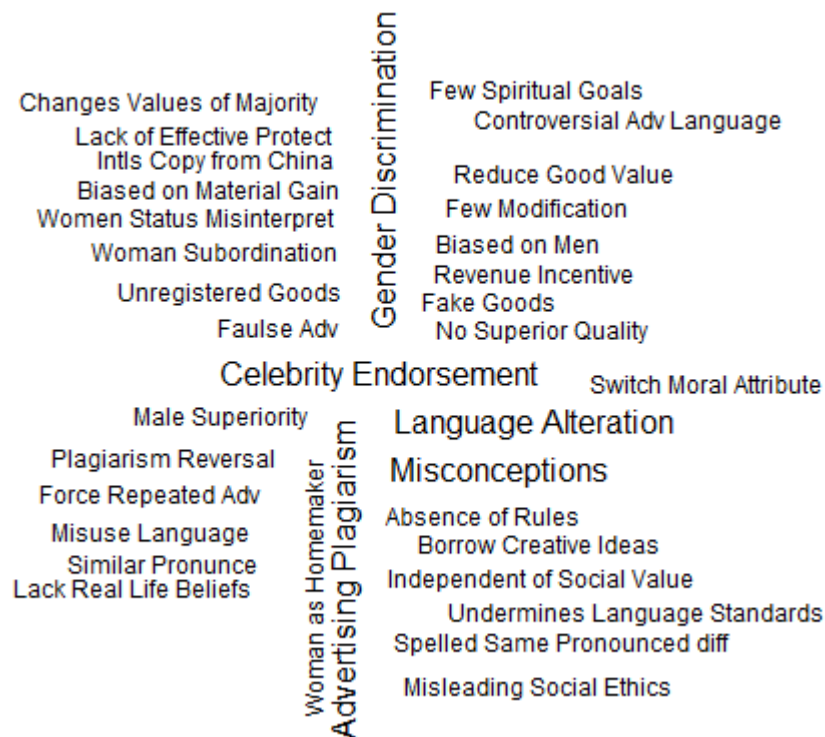 Changes Values of Majority
Lack of Effective Protect
Intls Copy from China
Biased on Material Gain
Women Status Misinterpret
Woman Subordination
Unregistered Goods
Faulse Adv
Gender Discrimination
Few Spiritual Goals
Controversial Adv Language
Reduce Good Value
Few Modification
Biased on Men
Revenue Incentive
Fake Goods
No Superior Quality
Celebrity Endorsement
Switch Moral Attribute
Male Superiority
Plagiarism Reversal
Force Repeated Adv
Misuse Language
Similar Pronunce
Lack Real Life Beliefs
Woman as Homemaker
Advertising Plagiarism
Language Alteration
Misconceptions
Absence of Rules
Borrow Creative Ideas
Independent of Social Value
Undermines Language Standards
Spelled Same Pronounced diff
Misleading Social Ethics